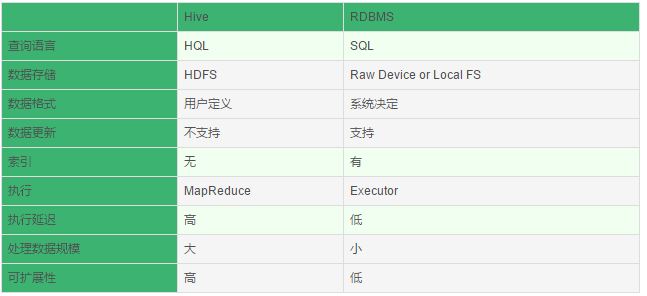 Hive RDBMS
查询语言 HQL SQL
数据存储 HDFS Raw Device or Local FS
数据格式 用户定义 系统决定
数据更新 不支持 支持
索引 无 有
执行 MapReduce Executor
执行延迟 高 低
处理数据规模 大 小
可扩展性 高 低